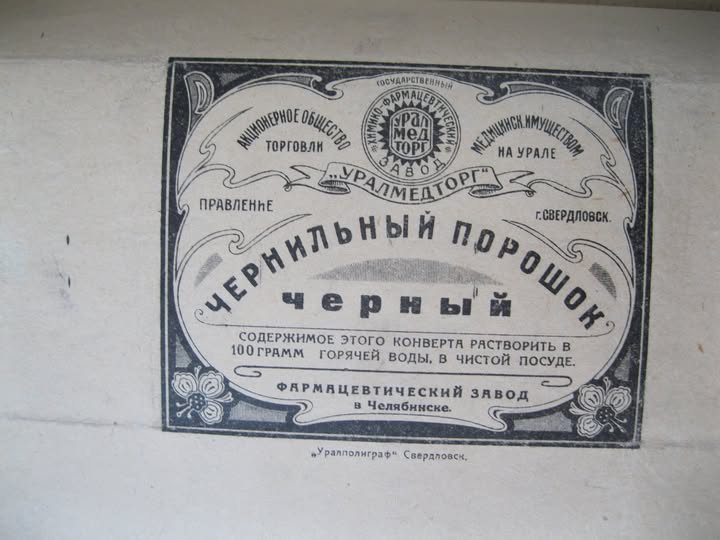 ГОСУДАРСТВЕННЫЙ
ХИМИКО-ФАРМАЦЕВТИЧЕСКИЙ
ЗАВОД
УРАЛ
МЕД
ТОРГ
АКЦИОНЕРНОЕ ОБЩЕСТВО
ТОРГОВЛИ
МЕДИЦИНСК. ИМУЩЕСТВОМ
НА УРАЛЕ
„УРАЛМЕДТОРГ“
ПРАВЛЕНІЕ
г. СВЕРДЛОВСК.
ЧЕРНИЛЬНЫЙ ПОРОШОК
черный
СОДЕРЖИМОЕ ЭТОГО КОНВЕРТА РАСТВОРИТЬ В
100 ГРАММ ГОРЯЧЕЙ ВОДЫ, В ЧИСТОЙ ПОСУДЕ.
ФАРМАЦЕВТИЧЕСКИЙ ЗАВОД
в Челябинске.
„Уралполиграф“ Свердловск.